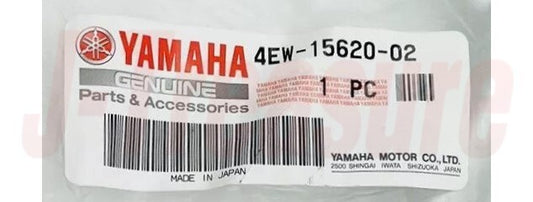 YAMAHA 4EW-15620-02
GENUINE 1 PC
Parts & Accessories
MADE IN JAPAN
YAMAHA MOTOR CO.,LTD.
2500 SHINGAI IWATA SHIZUOKA JAPAN